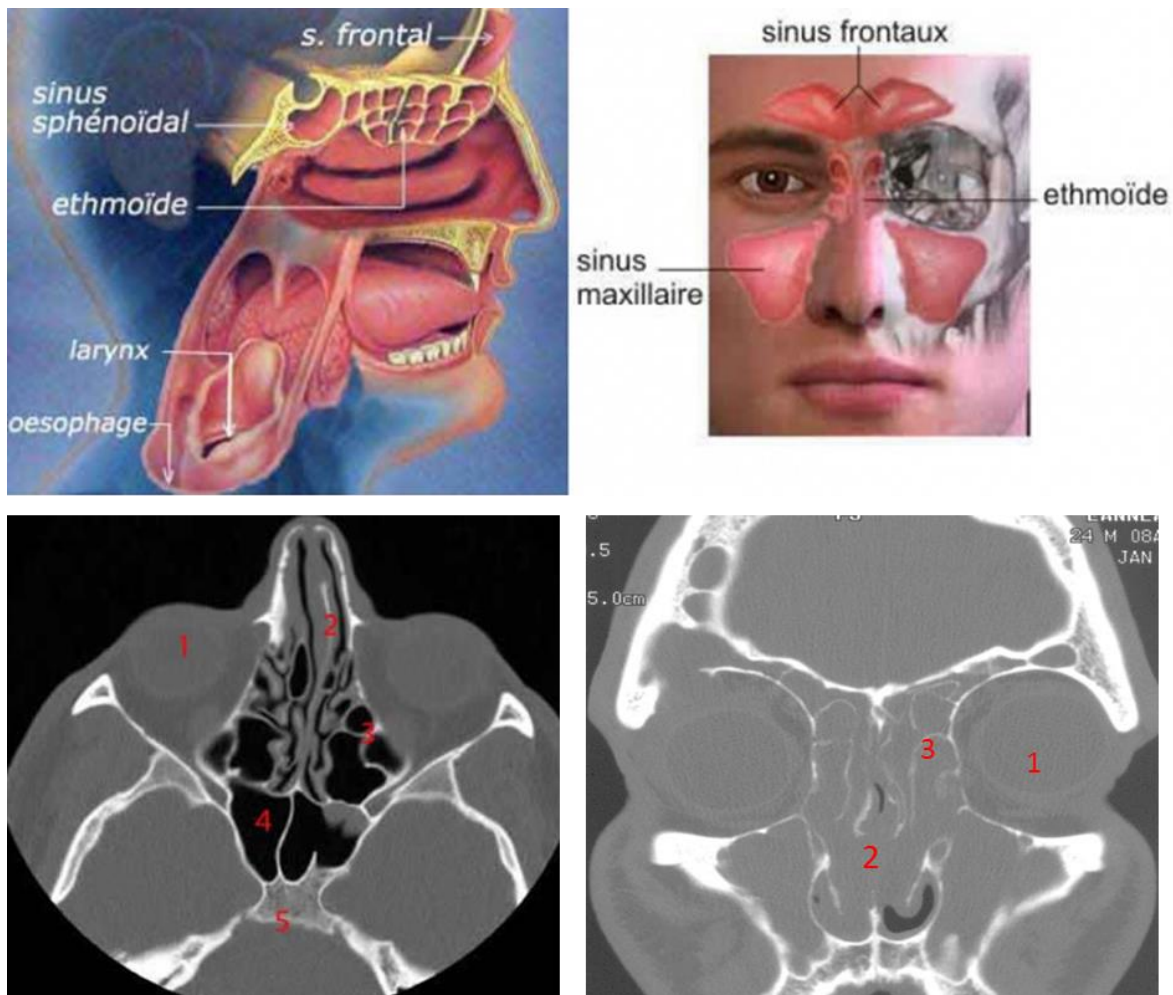 s. frontal
sinus
sphénoïdal
ethmoïde
larynx
oesophage
sinus frontaux
ethmoïde
sinus
maxillaire
1
2
3
4
5
24 M 08A
JAN
.5
5.0cm
3
1
2